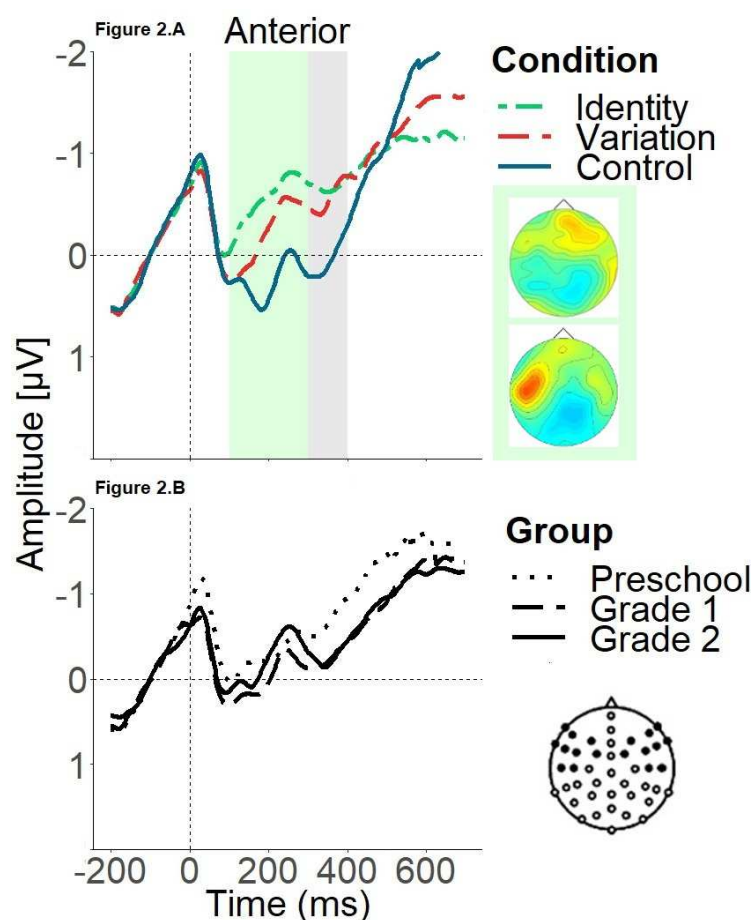 Figure 2.A
Anterior
-2
-1
0
1
Condition
Identity
Variation
Control
Amplitude [µV]
Figure 2.B
-2
-1
0
1
Group
Preschool
Grade 1
Grade 2
-200 0 200 400 600
Time (ms)